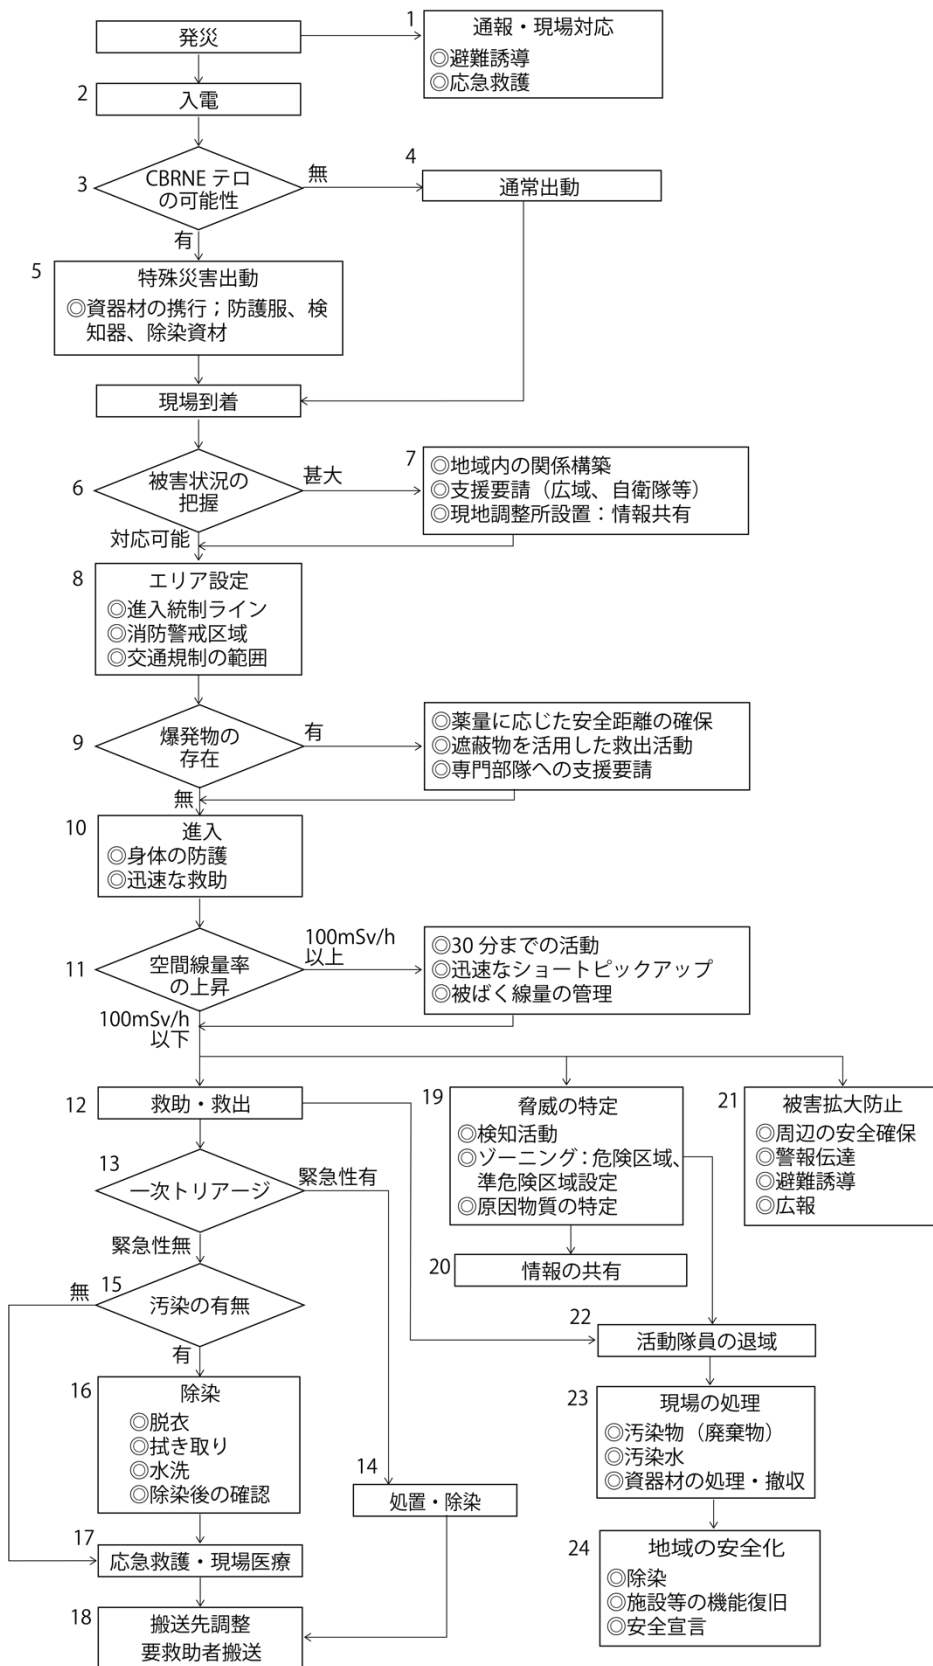 発災
1
通報・現場対応
◎避難誘導
◎応急救護
2
入電
3
CBRNE テロ
の可能性
無
有
4
通常出動
5
特殊災害出動
◎資器材の携行；防護服、検
知器、除染資材
現場到着
6
被害状況の
把握
甚大
対応可能
7
◎地域内の関係構築
◎支援要請（広域、自衛隊等）
◎現地調整所設置：情報共有
8
エリア設定
◎進入統制ライン
◎消防警戒区域
◎交通規制の範囲
9
爆発物の
存在
有
無
◎薬量に応じた安全距離の確保
◎遮蔽物を活用した救出活動
◎専門部隊への支援要請
10
進入
◎身体の防護
◎迅速な救助
11
空間線量率
の上昇
100mSv/h
以上
100mSv/h
以下
◎30 分までの活動
◎迅速なショートピックアップ
◎被ばく線量の管理
12
救助・救出
13
一次トリアージ
緊急性有
緊急性無
14
処置・除染
15
汚染の有無
無
有
16
除染
◎脱衣
◎拭き取り
◎水洗
◎除染後の確認
17
応急救護・現場医療
18
搬送先調整
要救助者搬送
19
脅威の特定
◎検知活動
◎ゾーニング：危険区域、
準危険区域設定
◎原因物質の特定
20
情報の共有
21
被害拡大防止
◎周辺の安全確保
◎警報伝達
◎避難誘導
◎広報
22
活動隊員の退域
23
現場の処理
◎汚染物（廃棄物）
◎汚染水
◎資器材の処理・撤収
24
地域の安全化
◎除染
◎施設等の機能復旧
◎安全宣言